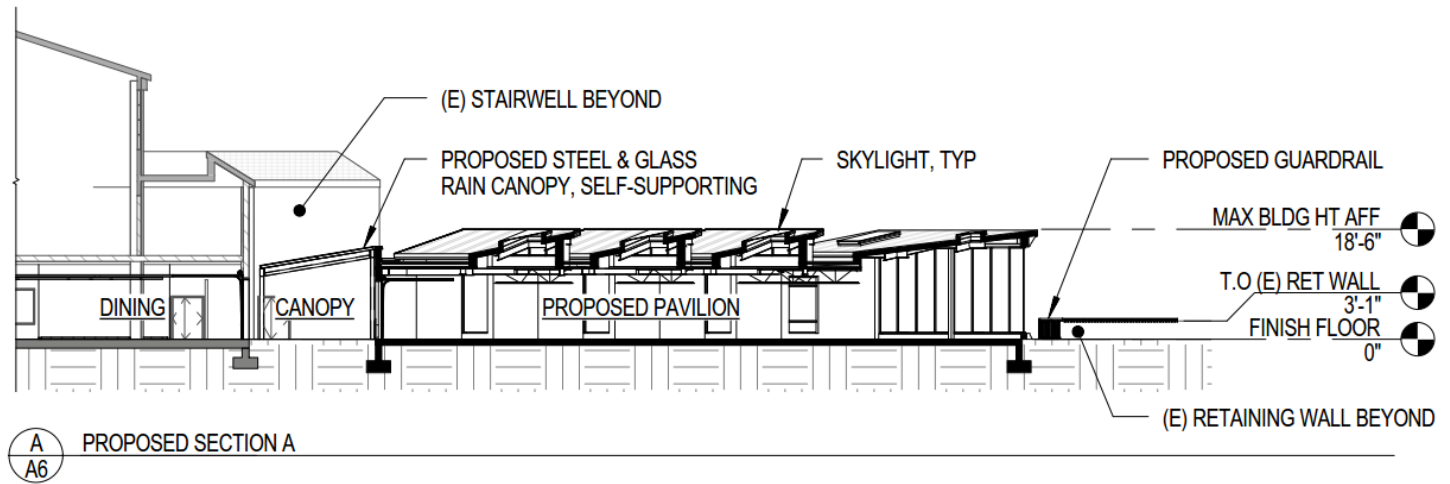 (E) STAIRWELL BEYOND
PROPOSED STEEL & GLASS
RAIN CANOPY, SELF-SUPPORTING
SKYLIGHT, TYP
PROPOSED GUARDRAIL
MAX BLDG HT AFF
18'-6"
T.O (E) RET WALL
3'-1"
FINISH FLOOR
0"
DINING
CANOPY
PROPOSED PAVILION
(E) RETAINING WALL BEYOND
A
A6
PROPOSED SECTION A